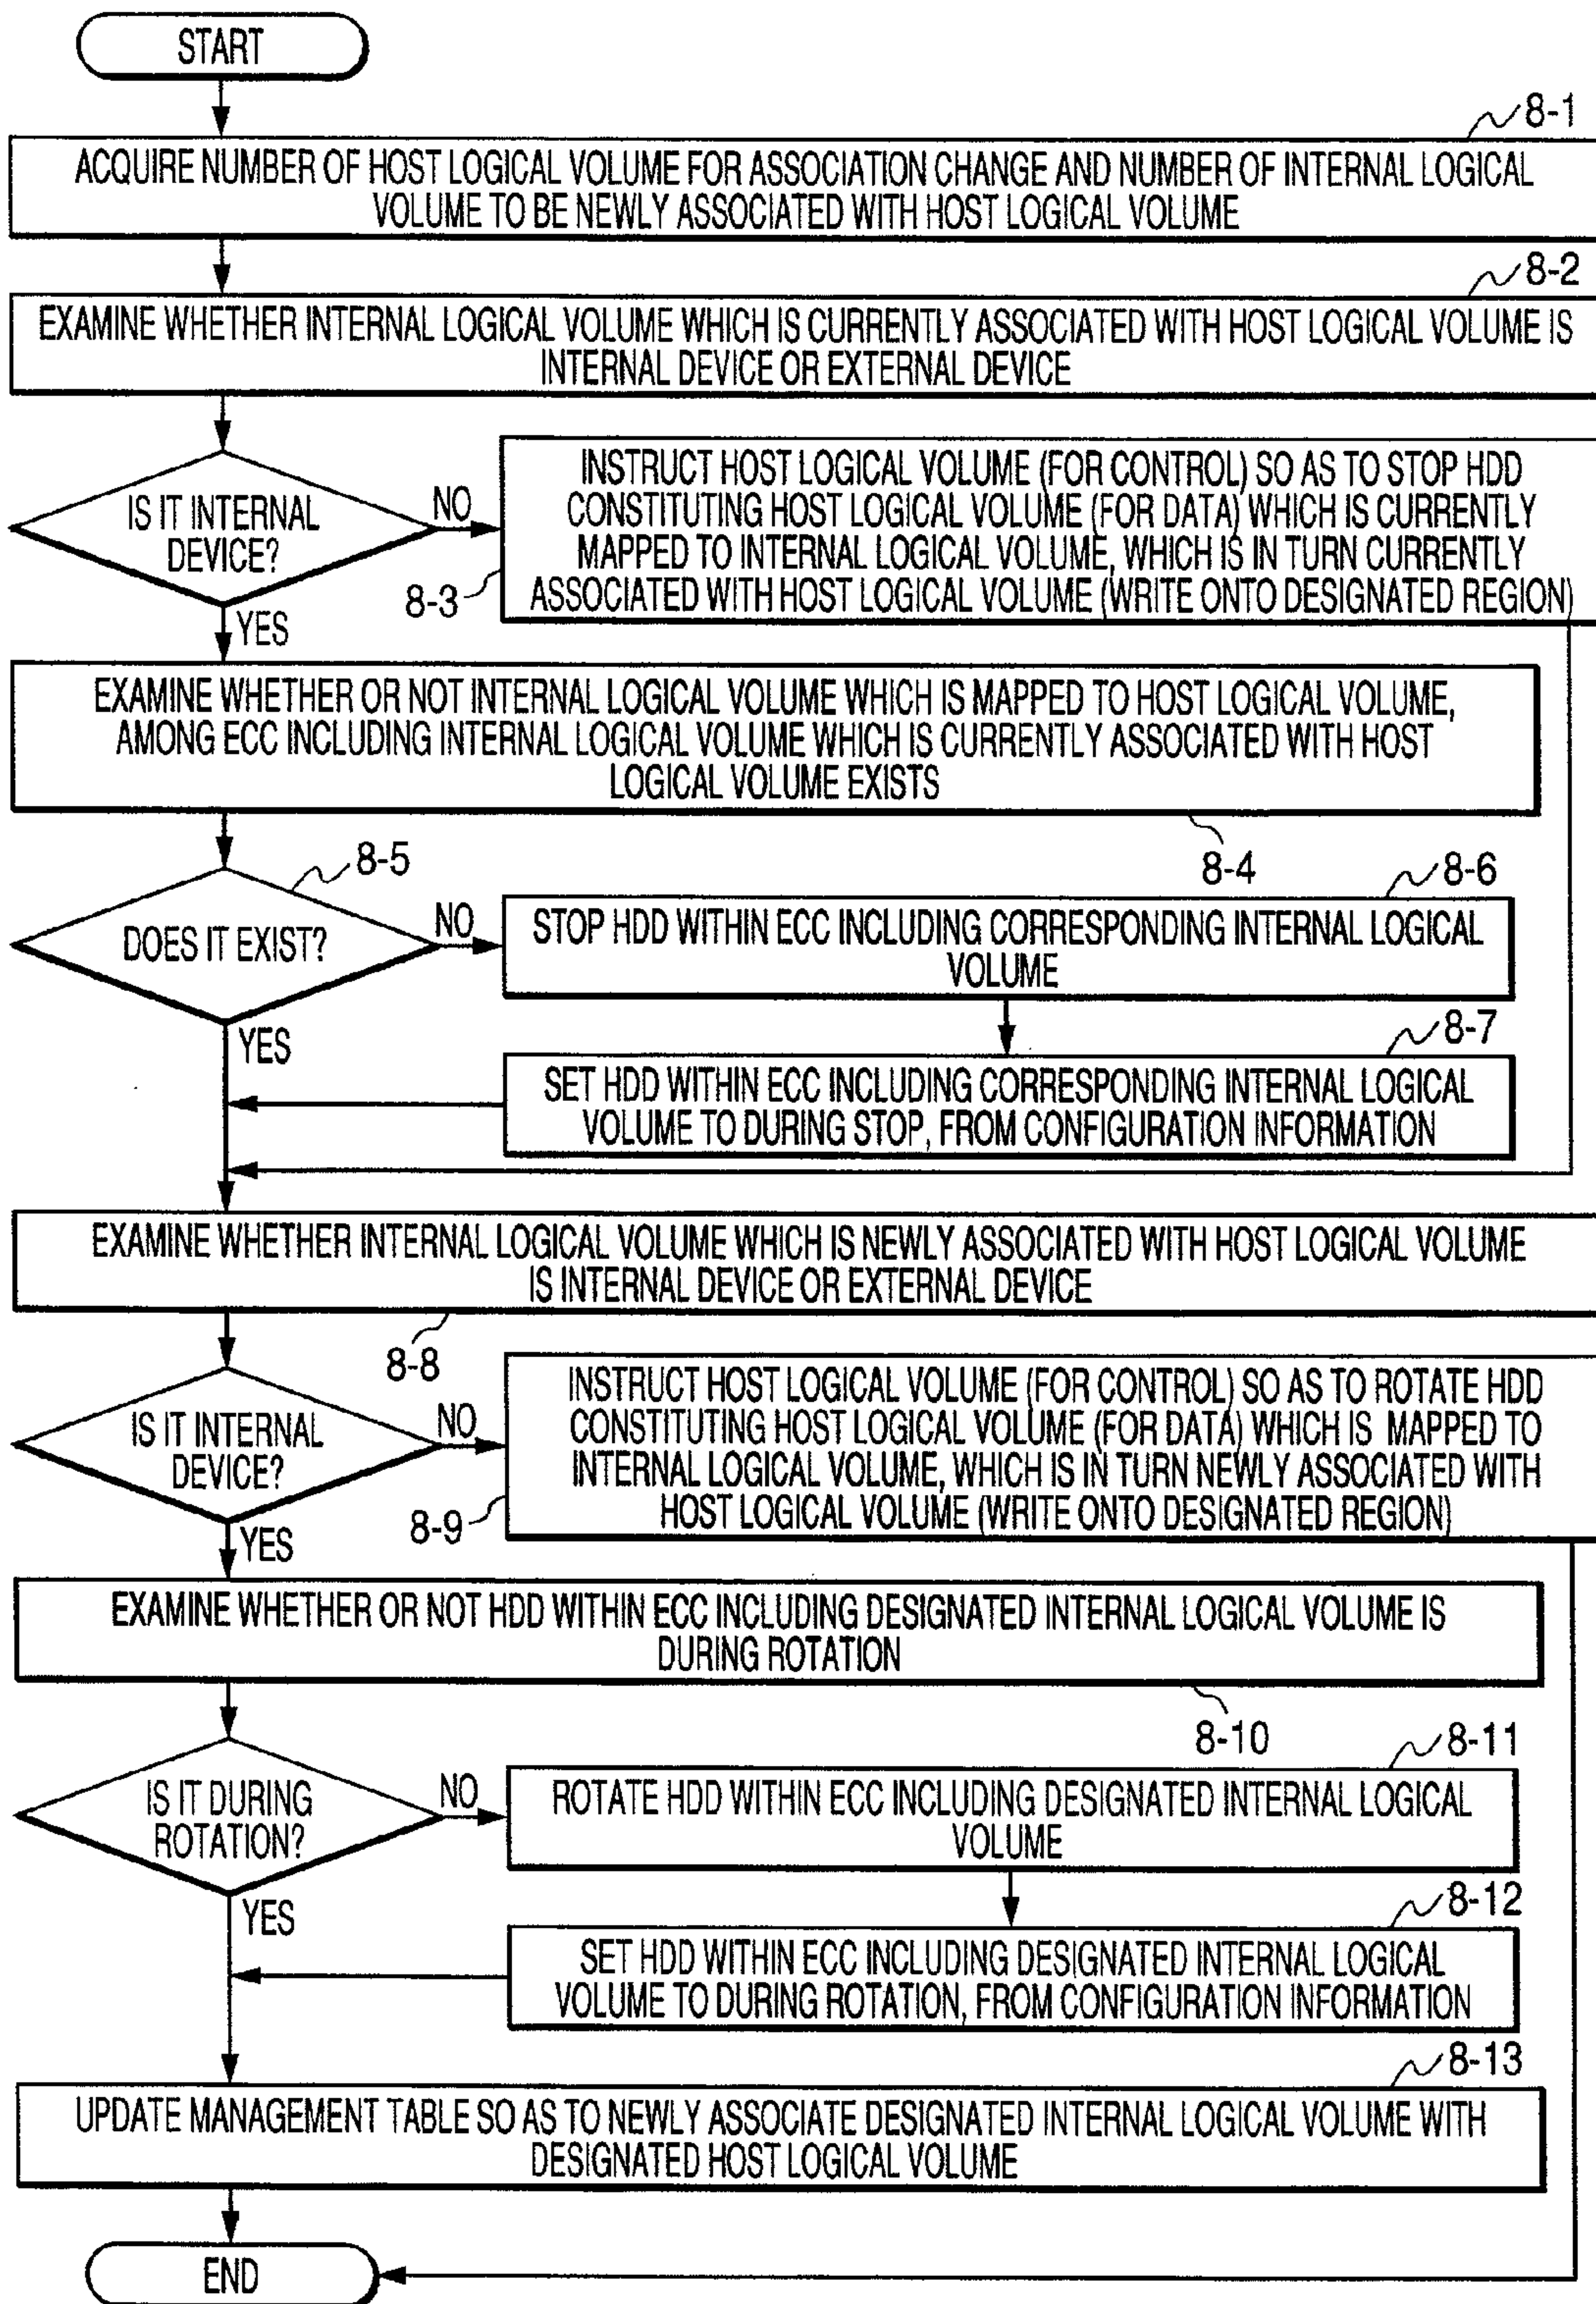 START
8-1
ACQUIRE NUMBER OF HOST LOGICAL VOLUME FOR ASSOCIATION CHANGE AND NUMBER OF INTERNAL LOGICAL
VOLUME TO BE NEWLY ASSOCIATED WITH HOST LOGICAL VOLUME
8-2
EXAMINE WHETHER INTERNAL LOGICAL VOLUME WHICH IS CURRENTLY ASSOCIATED WITH HOST LOGICAL VOLUME IS
INTERNAL DEVICE OR EXTERNAL DEVICE
IS IT INTERNAL
DEVICE?
NO
YES
8-3
INSTRUCT HOST LOGICAL VOLUME (FOR CONTROL) SO AS TO STOP HDD
CONSTITUTING HOST LOGICAL VOLUME (FOR DATA) WHICH IS CURRENTLY
MAPPED TO INTERNAL LOGICAL VOLUME, WHICH IS IN TURN CURRENTLY
ASSOCIATED WITH HOST LOGICAL VOLUME (WRITE ONTO DESIGNATED REGION)
EXAMINE WHETHER OR NOT INTERNAL LOGICAL VOLUME WHICH IS MAPPED TO HOST LOGICAL VOLUME,
AMONG ECC INCLUDING INTERNAL LOGICAL VOLUME WHICH IS CURRENTLY ASSOCIATED WITH HOST
LOGICAL VOLUME EXISTS
8-4
8-5
DOES IT EXIST?
NO
YES
8-6
STOP HDD WITHIN ECC INCLUDING CORRESPONDING INTERNAL LOGICAL
VOLUME
8-7
SET HDD WITHIN ECC INCLUDING CORRESPONDING INTERNAL LOGICAL
VOLUME TO DURING STOP, FROM CONFIGURATION INFORMATION
EXAMINE WHETHER INTERNAL LOGICAL VOLUME WHICH IS NEWLY ASSOCIATED WITH HOST LOGICAL VOLUME
IS INTERNAL DEVICE OR EXTERNAL DEVICE
8-8
IS IT INTERNAL
DEVICE?
NO
YES
8-9
INSTRUCT HOST LOGICAL VOLUME (FOR CONTROL) SO AS TO ROTATE HDD
CONSTITUTING HOST LOGICAL VOLUME (FOR DATA) WHICH IS MAPPED TO
INTERNAL LOGICAL VOLUME, WHICH IS IN TURN NEWLY ASSOCIATED WITH
HOST LOGICAL VOLUME (WRITE ONTO DESIGNATED REGION)
EXAMINE WHETHER OR NOT HDD WITHIN ECC INCLUDING DESIGNATED INTERNAL LOGICAL VOLUME IS
DURING ROTATION
8-10
IS IT DURING
ROTATION?
NO
YES
8-11
ROTATE HDD WITHIN ECC INCLUDING DESIGNATED INTERNAL LOGICAL
VOLUME
8-12
SET HDD WITHIN ECC INCLUDING DESIGNATED INTERNAL LOGICAL
VOLUME TO DURING ROTATION, FROM CONFIGURATION INFORMATION
8-13
UPDATE MANAGEMENT TABLE SO AS TO NEWLY ASSOCIATE DESIGNATED INTERNAL LOGICAL VOLUME WITH
DESIGNATED HOST LOGICAL VOLUME
END